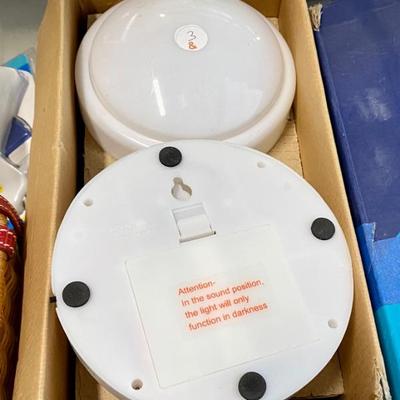 3
&
Attention-
In the sound position,
the light will only
function in darkness